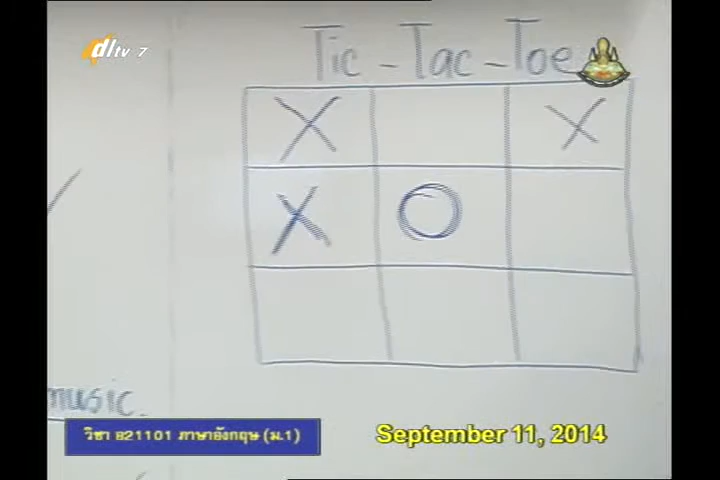 dltv 7
Tic - Tac - Toe
X X
X O
music.
วิชา อ21101 ภาษาอังกฤษ (ม.1)
September 11, 2014